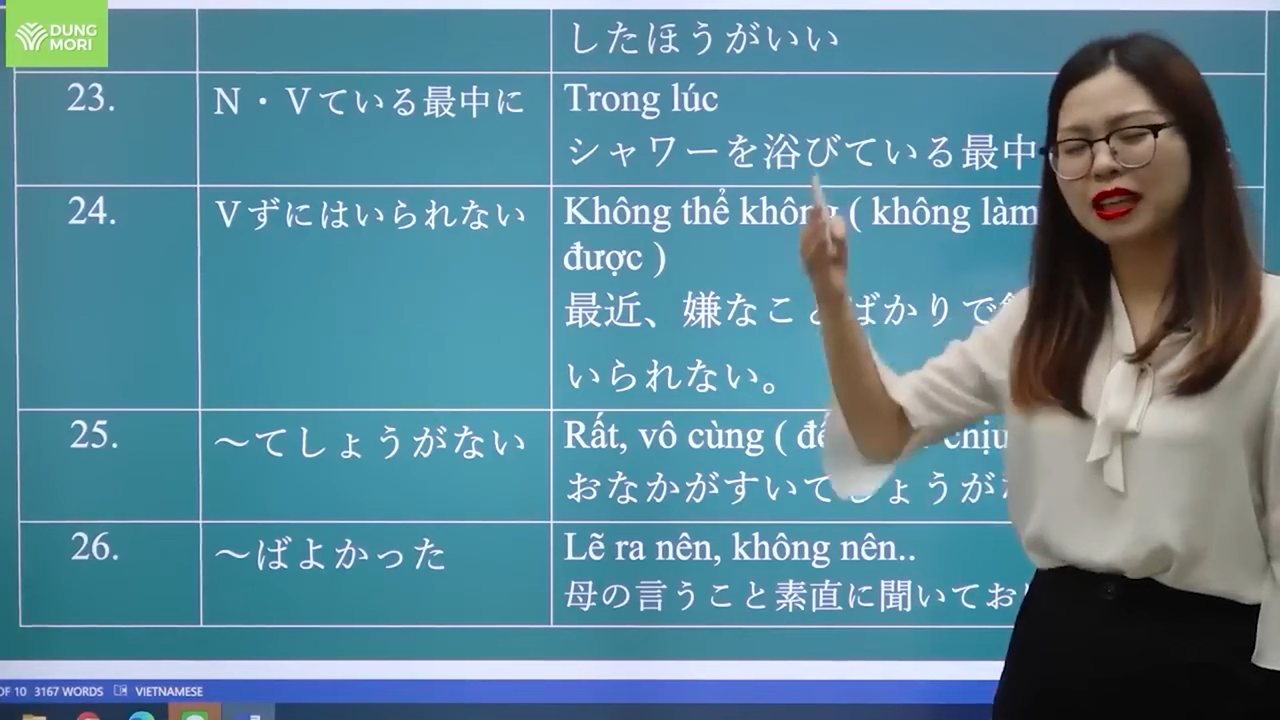 DUNG
MORI
したほうがいい
23.
N・Vている最中に
Trong lúc
シャワーを浴びている最中
24.
Vずにはいられない
Không thể không ( không làm
được )
最近、嫌なことばかりで
いられない。
25.
～てしょうがない
Rất, vô cùng ( chịu
おなかがすいてしょうが
26.
～ばよかった
Lẽ ra nên, không nên..
母の言うこと素直に聞いてお
OF 10 3167 WORDS VIETNAMESE